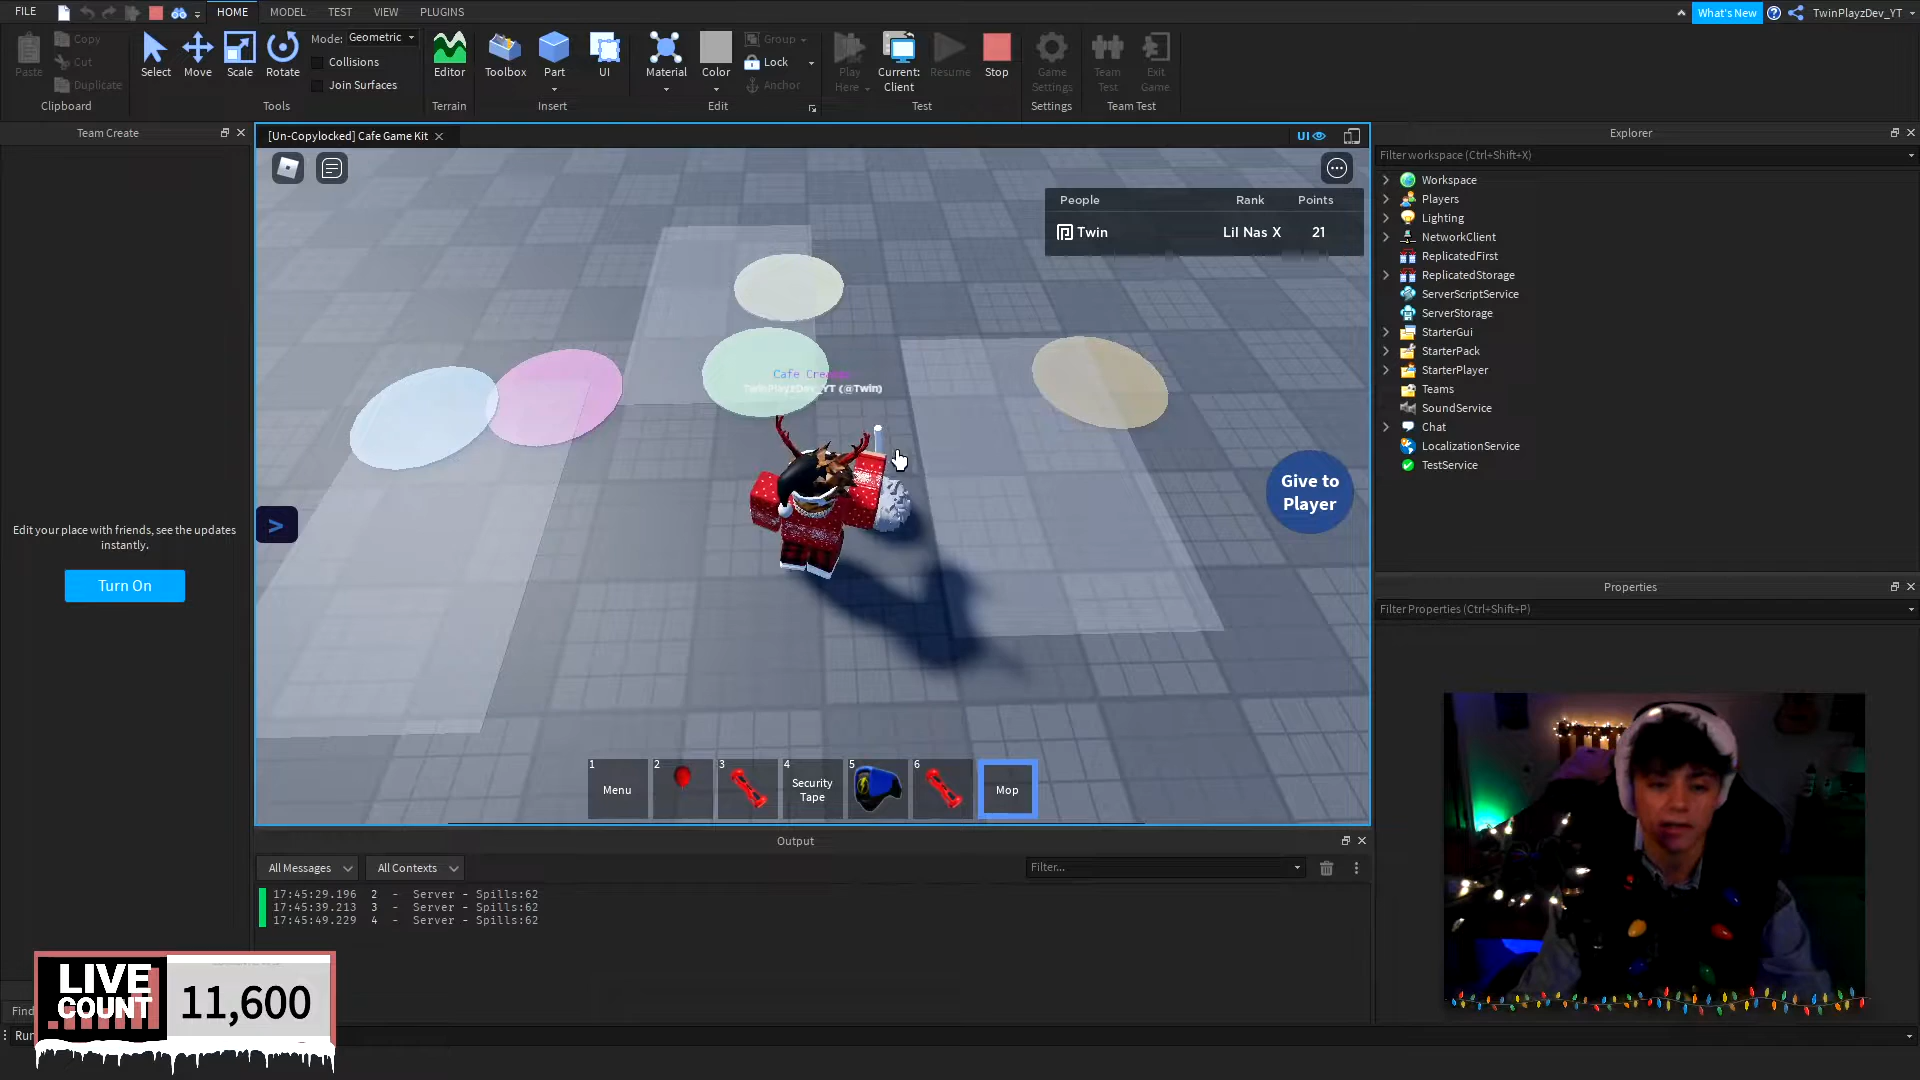 FILE
HOME
MODEL
TEST
VIEW
PLUGINS
What's New
TwinPlayzDev_YT
Paste
Copy
Cut
Duplicate
Clipboard
Select
Move
Scale
Rotate
Mode: Geometric
Collisions
Join Surfaces
Tools
Editor
Terrain
Toolbox
Part
UI
Insert
Material
Color
Group
Lock
Anchor
Edit
Play
Here
Current:
Client
Resume
Stop
Test
Game
Settings
Settings
Team
Test
Exit
Game
Team Test
Team Create
Edit your place with friends, see the updates
instantly.
Turn On
[Un-Copylocked] Cafe Game Kit
UI
People Rank Points
Twin Lil Nas X 21
TwinPlayzDev_YT (@Twin)
>
Give to
Player
1
Menu
2
3
4
Security
Tape
5
6
Mop
Explorer
Filter workspace (Ctrl+Shift+X)
Workspace
Players
Lighting
NetworkClient
ReplicatedFirst
ReplicatedStorage
ServerScriptService
ServerStorage
StarterGui
StarterPack
StarterPlayer
Teams
SoundService
Chat
LocalizationService
TestService
Properties
Filter Properties (Ctrl+Shift+P)
Output
All Messages
All Contexts
Filter...
17:45:29.196 2 - Server - Spills:62
17:45:39.213 3 - Server - Spills:62
17:45:49.229 4 - Server - Spills:62
LIVE
COUNT
11,600